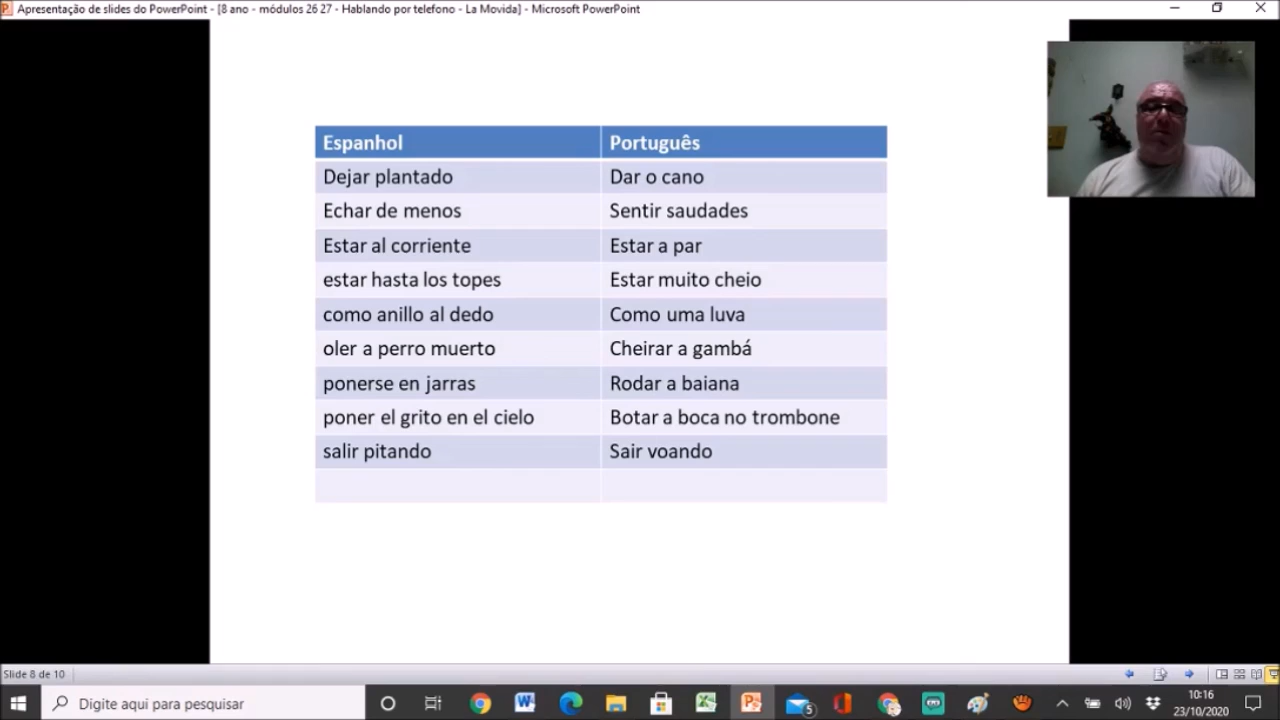 Apresentação de slides do PowerPoint - [8 ano - módulos 26 27 - Hablando por telefono - La Movida] - Microsoft PowerPoint
Espanhol Português
Dejar plantado Dar o cano
Echar de menos Sentir saudades
Estar al corriente Estar a par
estar hasta los topes Estar muito cheio
como anillo al dedo Como uma luva
oler a perro muerto Cheirar a gambá
ponerse en jarras Rodar a baiana
poner el grito en el cielo Botar a boca no trombone
salir pitando Sair voando
Slide 8 de 10
Digite aqui para pesquisar
5
10:16
23/10/2020